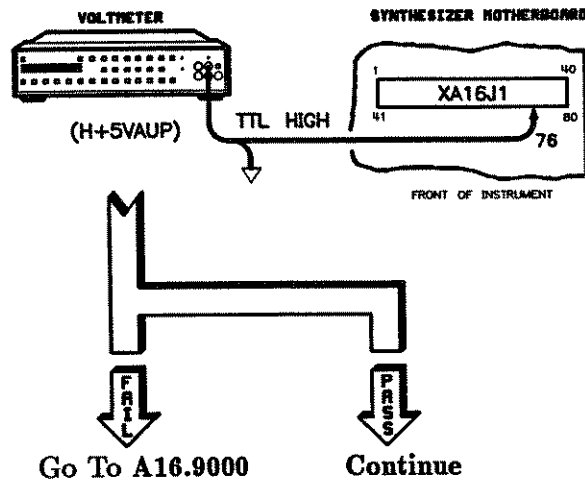 VOLTMETER
SYNTHESIZER MOTHERBOARD
1 40
XA16J1
41 80
(H+5VAUP) TTL HIGH 76
FRONT OF INSTRUMENT
FAIL PASS
Go To A16.9000 Continue